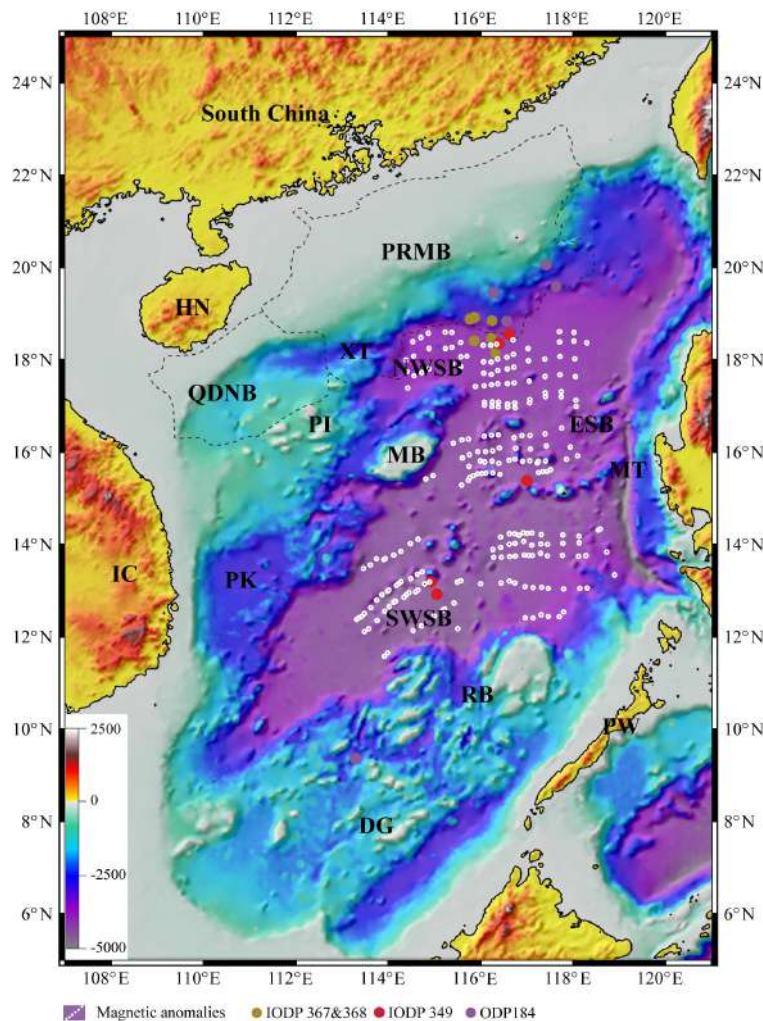 108°E 110°E 112°E 114°E 116°E 118°E 120°E
24°N 24°N
South China
22°N 22°N
PRMB
20°N 20°N
HN
18°N XT NWSB 18°N
QDNB
PI ESB
16°N MB MT 16°N
14°N 14°N
IC PK
SWSB
12°N 12°N
RB
PW
10°N 10°N
2500
0
8°N DG 8°N
-2500
6°N 6°N
-5000
108°E 110°E 112°E 114°E 116°E 118°E 120°E
Magnetic anomalies IODP 367&368 IODP 349 ODP184